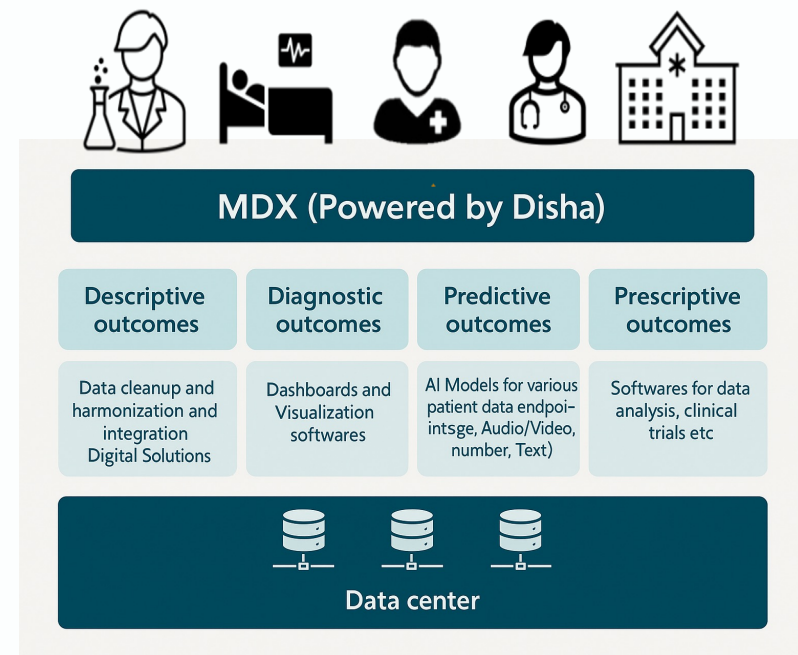 MDX (Powered by Disha)
Descriptive
outcomes
Diagnostic
outcomes
Predictive
outcomes
Prescriptive
outcomes
Data cleanup and
harmonization and
integration
Digital Solutions
Dashboards and
Visualization
softwares
AI Models for various
patient data endpoi-
intsge, Audio/Video,
number, Text)
Softwares for data
analysis, clinical
trials etc
Data center